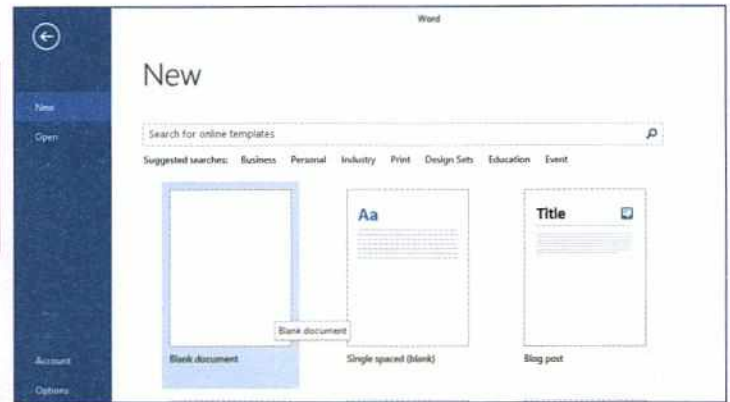 Word
New
New
Open
Search for online templates
Suggested searches: Business Personal Industry Print Design Sets Education Event
Aa
Title
Blank document
Blank document
Single spaced (blank)
Blog post
Account
Options